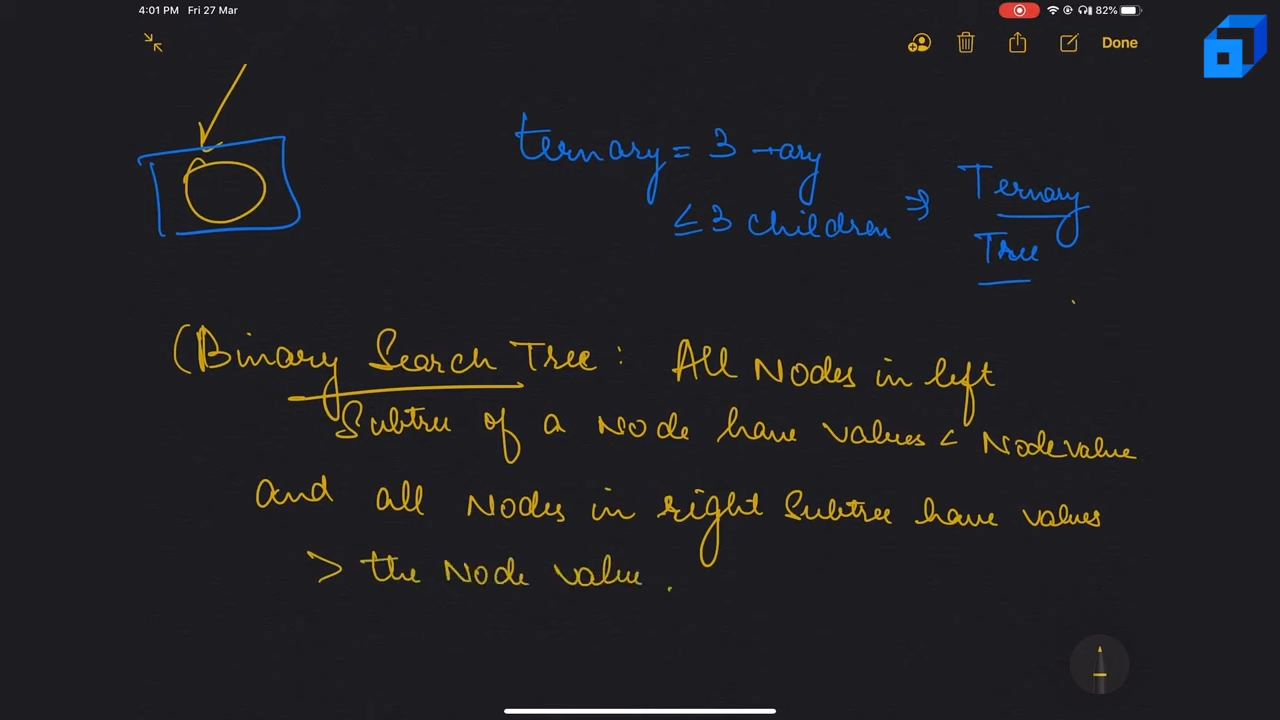 4:01 PM Fri 27 Mar
82%
Done
ternary = 3-ary
≤ 3 children ⇒ Ternary
Tree
(Binary Search Tree: All Nodes in left
Subtree of a Node have values < Nodevalue
and all Nodes in right Subtree have values
> the Node value.